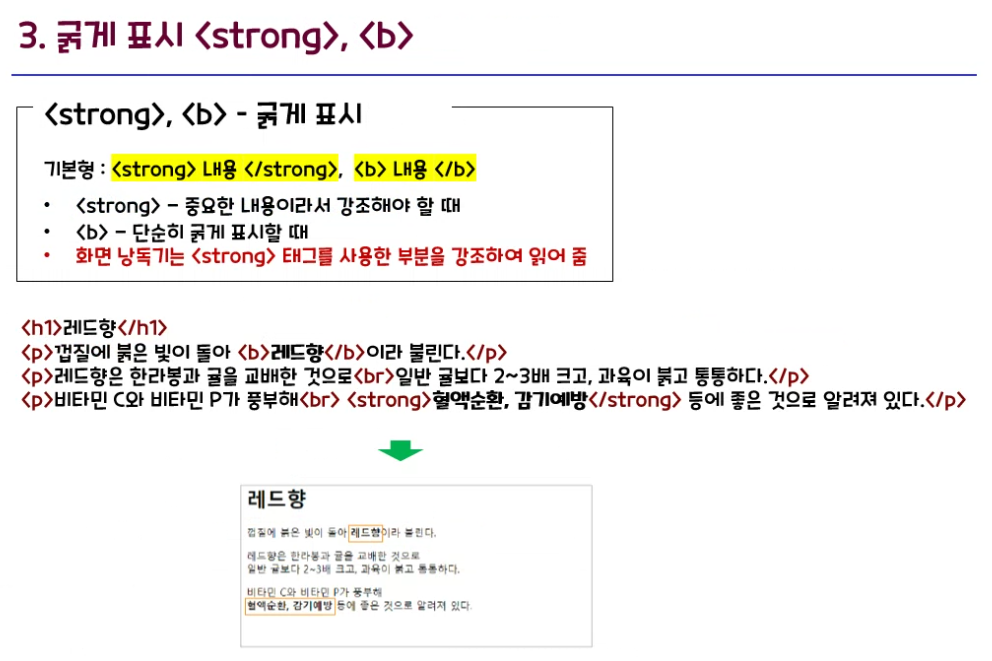 3. 굵게 표시 <strong>, <b>
<strong>, <b> - 굵게 표시
기본형 : <strong> 내용 </strong>, <b> 내용 </b>
• <strong> – 중요한 내용이라서 강조해야 할 때
• <b> – 단순히 굵게 표시할 때
• 화면 낭독기는 <strong> 태그를 사용한 부분을 강조하여 읽어 줌
<h1>레드향</h1>
<p>껍질에 붉은 빛이 돌아 <b>레드향</b>이라 불린다.</p>
<p>레드향은 한라봉과 귤을 교배한 것으로<br>일반 귤보다 2~3배 크고, 과육이 붉고 통통하다.</p>
<p>비타민 C와 비타민 P가 풍부해<br> <strong>혈액순환, 감기예방</strong> 등에 좋은 것으로 알려져 있다.</p>
레드향
껍질에 붉은 빛이 돌아 레드향이라 불린다.
레드향은 한라봉과 귤을 교배한 것으로
일반 귤보다 2~3배 크고, 과육이 붉고 통통하다.
비타민 C와 비타민 P가 풍부해
혈액순환, 감기예방 등에 좋은 것으로 알려져 있다.